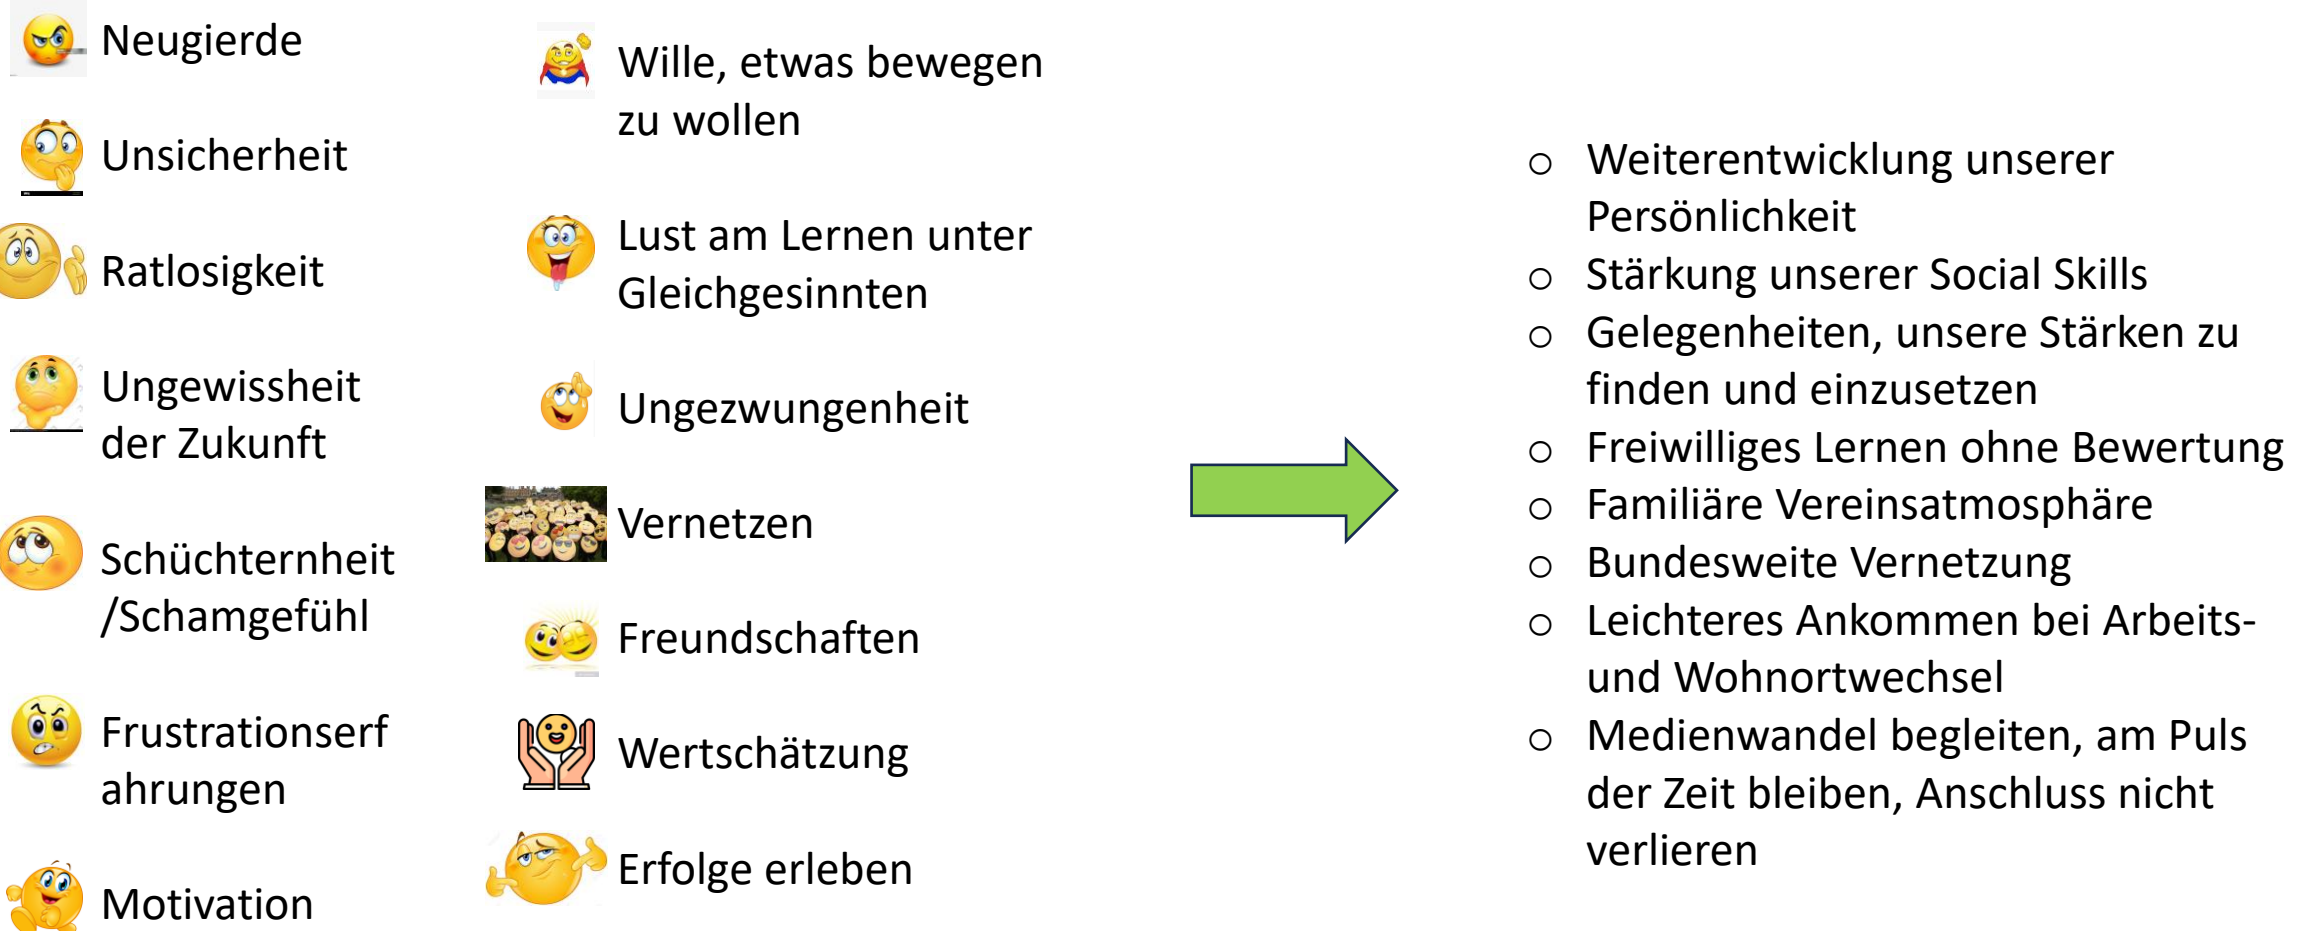 Neugierde
Unsicherheit
Ratlosigkeit
Ungewissheit
der Zukunft
Schüchternheit
/Schamgefühl
Frustrationserf
ahrungen
Motivation
Wille, etwas bewegen
zu wollen
Lust am Lernen unter
Gleichgesinnten
Ungezwungenheit
Vernetzen
Freundschaften
Wertschätzung
Erfolge erleben
o Weiterentwicklung unserer
Persönlichkeit
o Stärkung unserer Social Skills
o Gelegenheiten, unsere Stärken zu
finden und einzusetzen
o Freiwilliges Lernen ohne Bewertung
o Familiäre Vereinsatmosphäre
o Bundesweite Vernetzung
o Leichteres Ankommen bei Arbeits-
und Wohnortwechsel
o Medienwandel begleiten, am Puls
der Zeit bleiben, Anschluss nicht
verlieren